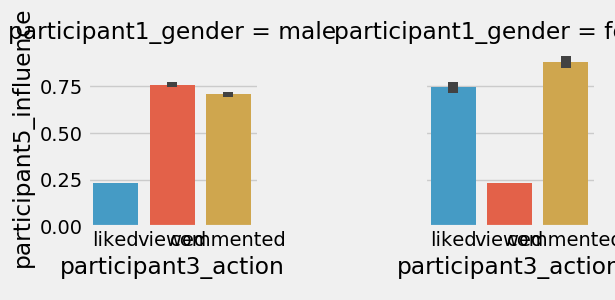 participant1_gender = male
participant1_gender = fe
participant5_influence
0.75
0.50
0.25
0.00
liked viewed commented
liked viewed commented
participant3_action
participant3_action